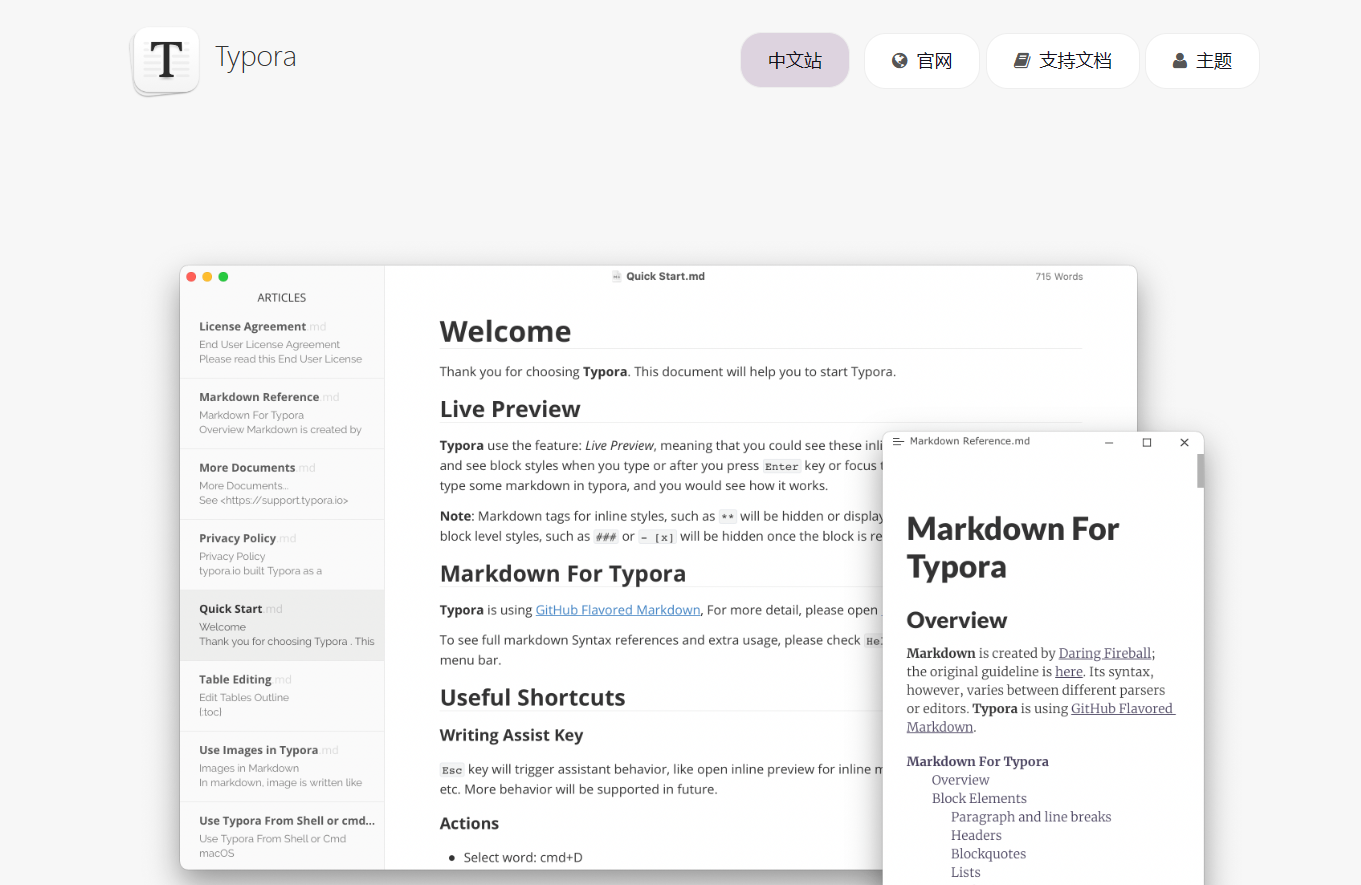 T Typora
中文站
官网
支持文档
主题
Quick Start.md
715 Words
ARTICLES
License Agreement.md
End User License Agreement
Please read this End User License
Markdown Reference.md
Markdown For Typora
Overview Markdown is created by
More Documents.md
More Documents...
See <https://support.typora.io>
Privacy Policy.md
Privacy Policy
typora.io built Typora as a
Quick Start.md
Welcome
Thank you for choosing Typora . This
Table Editing.md
Edit Tables Outline
[:toc]
Use Images in Typora.md
Images in Markdown
In markdown, image is written like
Use Typora From Shell or cmd...
Use Typora From Shell or Cmd
macOS
Welcome
Thank you for choosing Typora. This document will help you to start Typora.
Live Preview
Typora use the feature: Live Preview, meaning that you could see these inli
and see block styles when you type or after you press Enter key or focus
type some markdown in typora, and you would see how it works.
Note: Markdown tags for inline styles, such as ** will be hidden or display
block level styles, such as ### or - [x] will be hidden once the block is re
Markdown For Typora
Typora is using GitHub Flavored Markdown, For more detail, please open
To see full markdown Syntax references and extra usage, please check Hel
menu bar.
Useful Shortcuts
Writing Assist Key
Esc key will trigger assistant behavior, like open inline preview for inline m
etc. More behavior will be supported in future.
Actions
• Select word: cmd+D
Markdown Reference.md
Markdown For
Typora
Overview
Markdown is created by Daring Fireball;
the original guideline is here. Its syntax,
however, varies between different parsers
or editors. Typora is using GitHub Flavored
Markdown.
Markdown For Typora
Overview
Block Elements
Paragraph and line breaks
Headers
Blockquotes
Lists